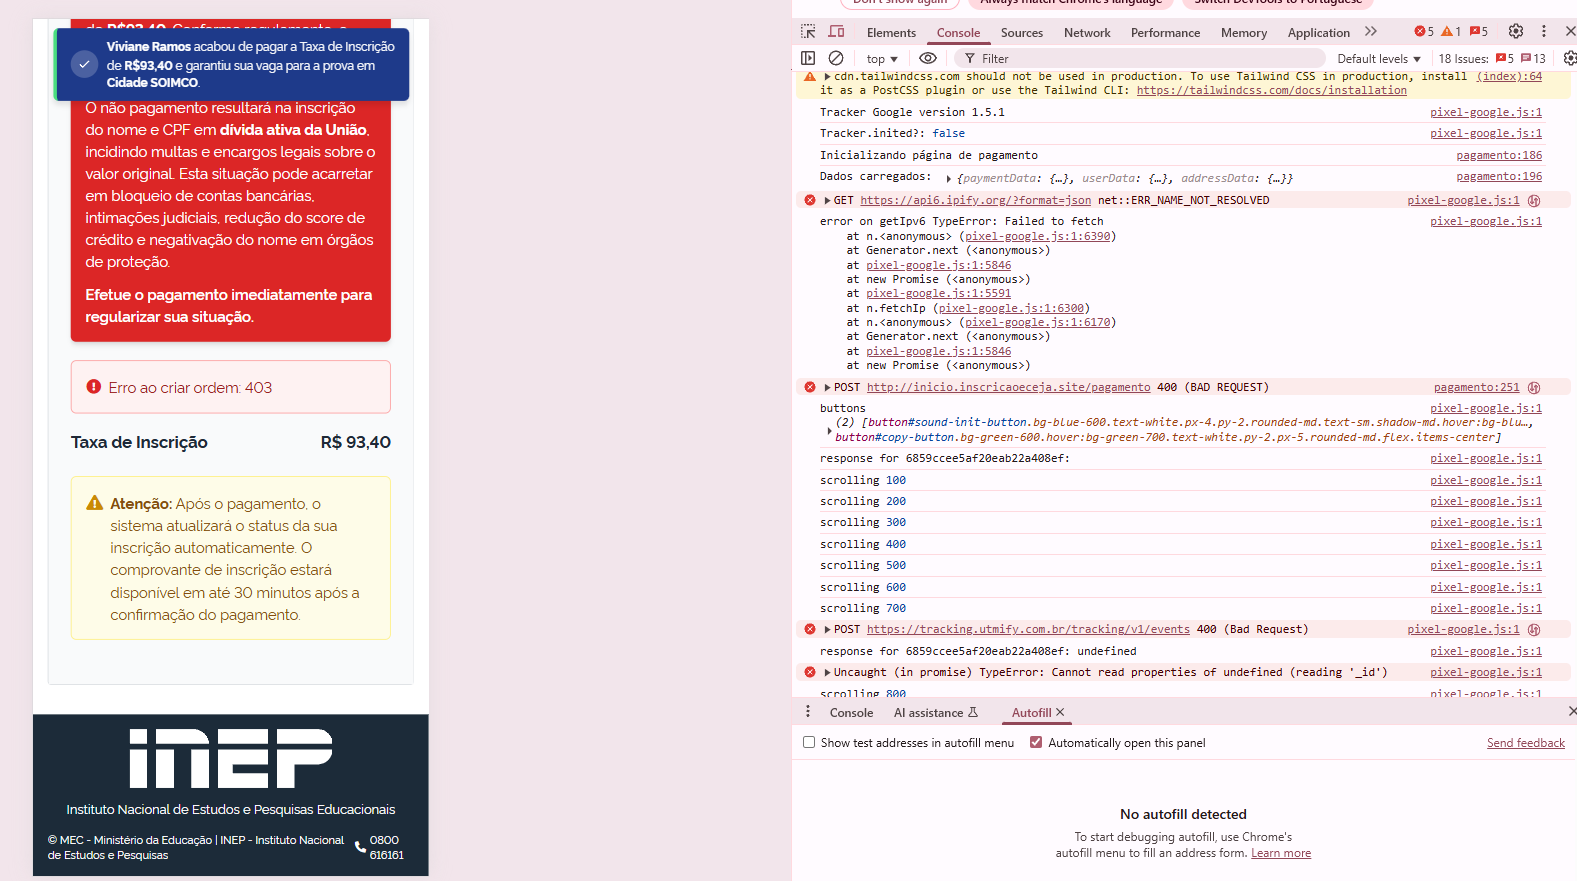 Viviane Ramos acabou de pagar a Taxa de Inscrição
de R$93,40 e garantiu sua vaga para a prova em
Cidade SOIMCO.
O não pagamento resultará na inscrição
do nome e CPF em dívida ativa da União,
incidindo multas e encargos legais sobre o
valor original. Esta situação pode acarretar
em bloqueio de contas bancárias,
intimações judiciais, redução do score de
crédito e negativação do nome em órgãos
de proteção.
Efetue o pagamento imediatamente para
regularizar sua situação.
Erro ao criar ordem: 403
Taxa de Inscrição R$ 93,40
Atenção: Após o pagamento, o
sistema atualizará o status da sua
inscrição automaticamente. O
comprovante de inscrição estará
disponível em até 30 minutos após a
confirmação do pagamento.
INEP
Instituto Nacional de Estudos e Pesquisas Educacionais
© MEC - Ministério da Educação | INEP - Instituto Nacional
de Estudos e Pesquisas
0800
616161
Don't show again Always match Chrome's language Switch DevTools to Portuguese
Elements Console Sources Network Performance Memory Application 5 1 5
top Filter Default levels 18 Issues: 5 13
cdn.tailwindcss.com should not be used in production. To use Tailwind CSS in production, install (index):64
it as a PostCSS plugin or use the Tailwind CLI: https://tailwindcss.com/docs/installation
Tracker Google version 1.5.1 pixel-google.js:1
Tracker.inited?: false pixel-google.js:1
Inicializando página de pagamento pagamento:186
Dados carregados: {paymentData: {…}, userData: {…}, addressData: {…}} pagamento:196
GET https://api6.ipify.org/?format=json net::ERR_NAME_NOT_RESOLVED pixel-google.js:1
error on getIpv6 TypeError: Failed to fetch pixel-google.js:1
at n.<anonymous> (pixel-google.js:1:6390)
at Generator.next (<anonymous>)
at pixel-google.js:1:5846
at new Promise (<anonymous>)
at pixel-google.js:1:5591
at n.fetchIp (pixel-google.js:1:6300)
at n.<anonymous> (pixel-google.js:1:6170)
at Generator.next (<anonymous>)
at pixel-google.js:1:5846
at new Promise (<anonymous>)
POST http://inicio.inscricaoeceja.site/pagamento 400 (BAD REQUEST) pagamento:251
buttons pixel-google.js:1
(2) [button#sound-init-button.bg-blue-600.text-white.px-4.py-2.rounded-md.text-sm.shadow-md.hover:bg-blu…,
button#copy-button.bg-green-600.hover:bg-green-700.text-white.py-2.px-5.rounded-md.flex.items-center]
response for 6859ccee5af20eab22a408ef: pixel-google.js:1
scrolling 100 pixel-google.js:1
scrolling 200 pixel-google.js:1
scrolling 300 pixel-google.js:1
scrolling 400 pixel-google.js:1
scrolling 500 pixel-google.js:1
scrolling 600 pixel-google.js:1
scrolling 700 pixel-google.js:1
POST https://tracking.utmify.com.br/tracking/v1/events 400 (Bad Request) pixel-google.js:1
response for 6859ccee5af20eab22a408ef: undefined pixel-google.js:1
Uncaught (in promise) TypeError: Cannot read properties of undefined (reading '_id') pixel-google.js:1
scrolling 800 pixel-google.js:1
Console AI assistance Autofill
Show test addresses in autofill menu Automatically open this panel Send feedback
No autofill detected
To start debugging autofill, use Chrome's
autofill menu to fill an address form. Learn more